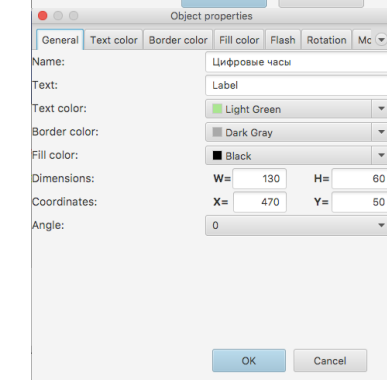 Object properties
General Text color Border color Fill color Flash Rotation Mc
Name: Цифровые часы
Text: Label
Text color: Light Green
Border color: Dark Gray
Fill color: Black
Dimensions: W= 130 H= 60
Coordinates: X= 470 Y= 50
Angle: 0
OK Cancel